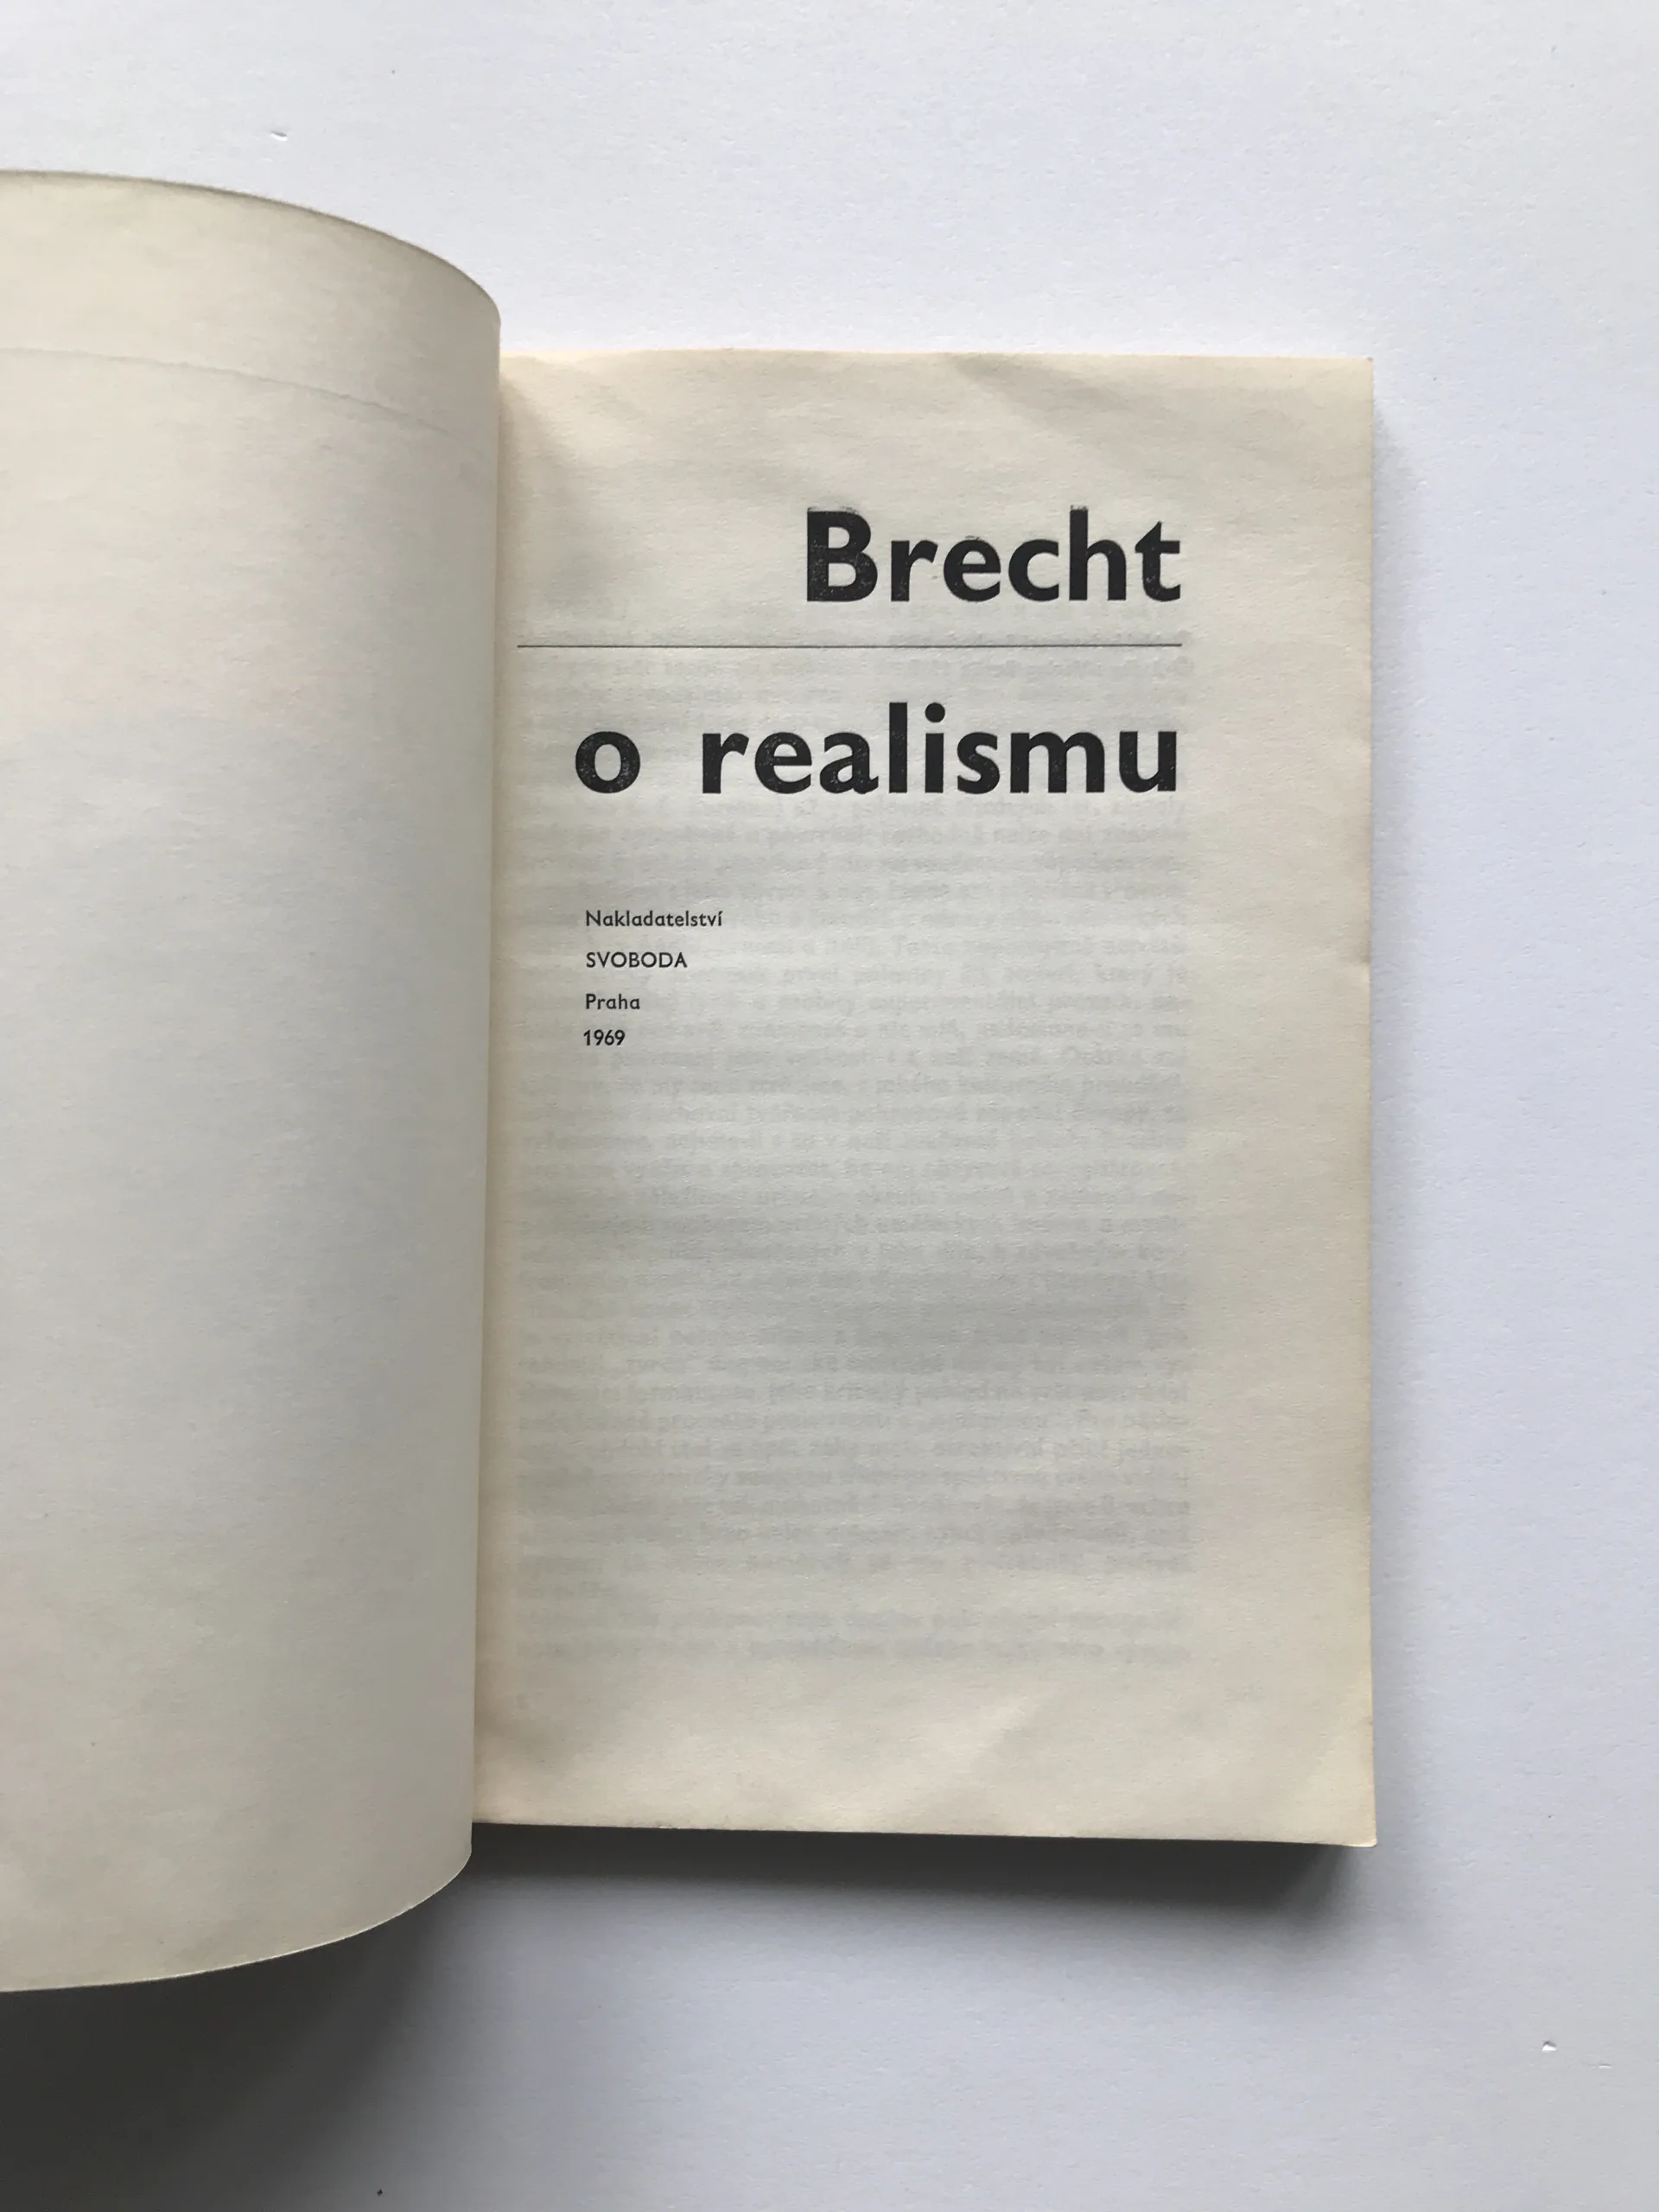 Brecht
o realismu
Nakladatelství
SVOBODA
Praha
1969